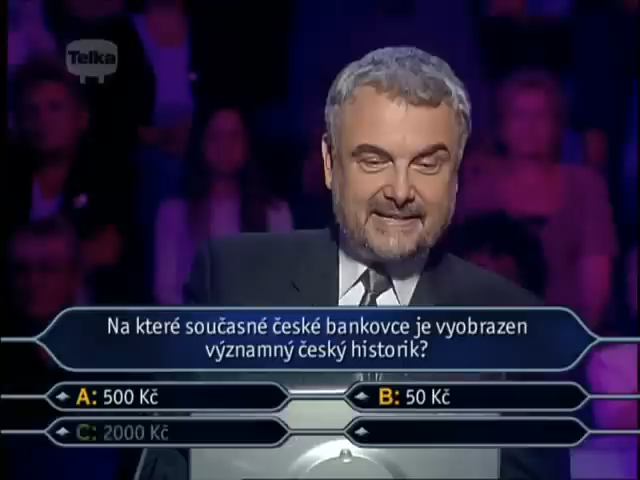 Telka
Na které současné české bankovce je vyobrazen
významný český historik?
A: 500 Kč
B: 50 Kč
C: 2000 Kč